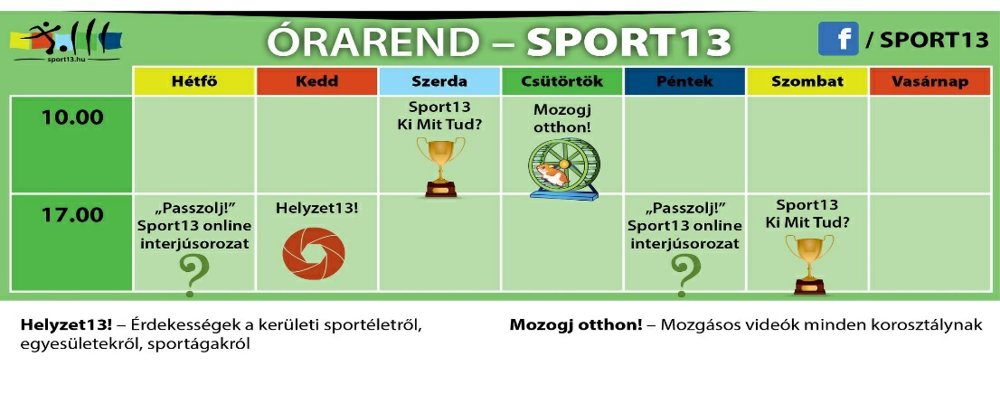 sport13.hu
ÓRAREND – SPORT13
f / SPORT13
Hétfő Kedd Szerda Csütörtök Péntek Szombat Vasárnap
10.00
Sport13
Ki Mit Tud?
Mozogj
otthon!
17.00
„Passzolj!”
Sport13 online
interjúsorozat
?
Helyzet13!
„Passzolj!”
Sport13 online
interjúsorozat
?
Sport13
Ki Mit Tud?
Helyzet13! – Érdekességek a kerületi sportéletről,
egyesületekről, sportágakról
Mozogj otthon! – Mozgásos videók minden korosztálynak